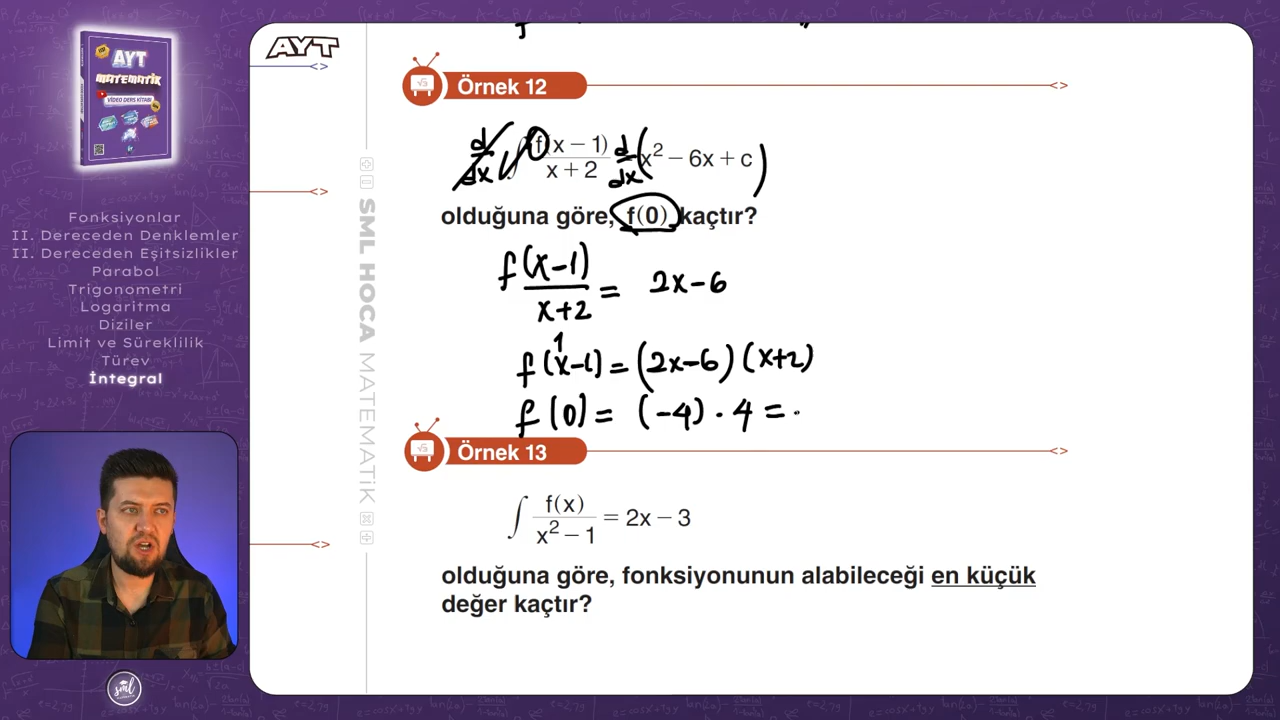 AYT
AYT
MATEMATİK
VİDEO DERS KİTABI
Fonksiyonlar
II. Dereceden Denklemler
II. Dereceden Eşitsizlikler
Parabol
Trigonometri
Logaritma
Diziler
Limit ve Süreklilik
Türev
İntegral
sml
SML HOCA MATEMATİK
Örnek 12
d/dx ∫ f(x − 1)/(x + 2) d/dx (x² − 6x + c)
olduğuna göre, f(0) kaçtır?
f(x−1)/(x+2) = 2x−6
1
f(x−1) = (2x−6)(x+2)
f(0) = (−4) · 4 =
Örnek 13
∫ f(x)/(x² − 1) = 2x − 3
olduğuna göre, fonksiyonunun alabileceği en küçük
değer kaçtır?